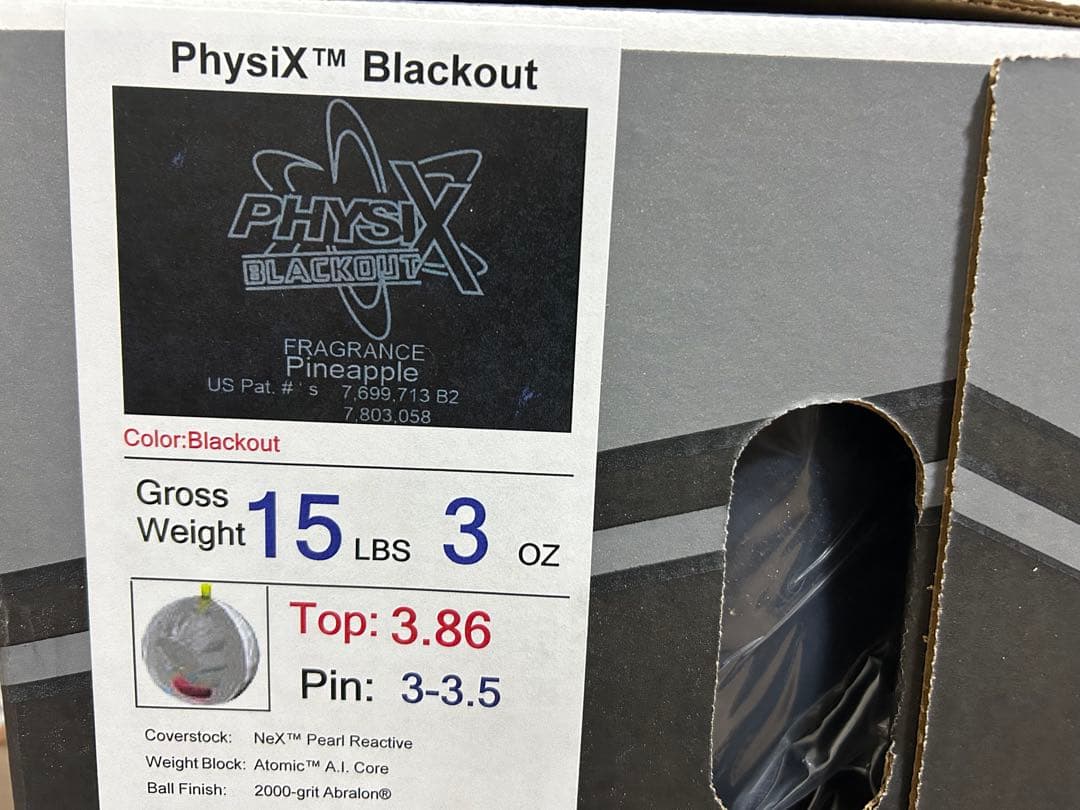 PhysiX™ Blackout
PHYSIX
BLACKOUT
FRAGRANCE
Pineapple
US Pat. # ' s 7,699,713 B2
7,803,058
Color:Blackout
Gross Weight 15 LBS 3 OZ
Top: 3.86
Pin: 3-3.5
Coverstock: NeX™ Pearl Reactive
Weight Block: Atomic™ A.I. Core
Ball Finish: 2000-grit Abralon®